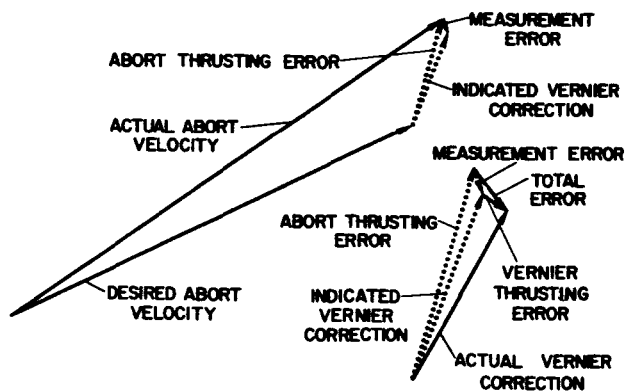 MEASUREMENT
ERROR
ABORT THRUSTING ERROR
INDICATED VERNIER
CORRECTION
ACTUAL ABORT
VELOCITY
MEASUREMENT ERROR
TOTAL
ERROR
ABORT THRUSTING
ERROR
VERNIER
THRUSTING
ERROR
DESIRED ABORT
VELOCITY
INDICATED
VERNIER
CORRECTION
ACTUAL VERNIER
CORRECTION